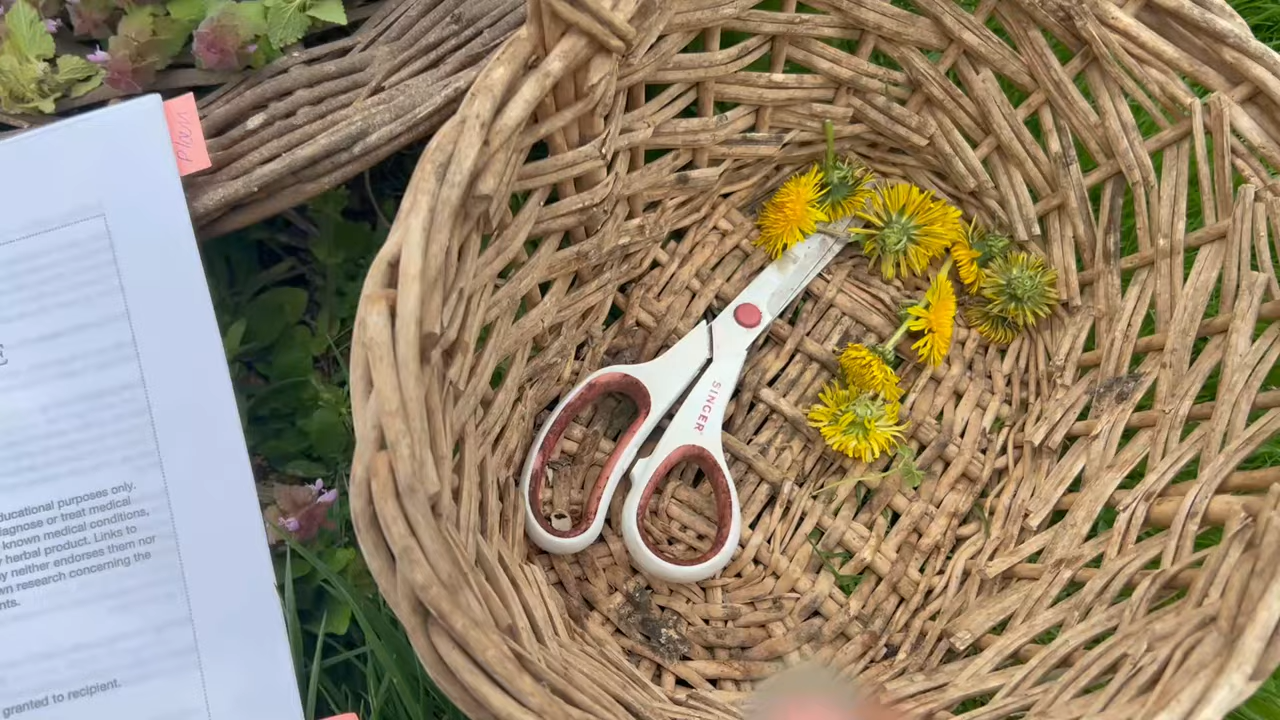 Plan
E
ducational purposes only.
iagnose or treat medical
known medical conditions,
y herbal product. Links to
y neither endorses them nor
wn research concerning the
nts.
granted to recipient.
SINGER